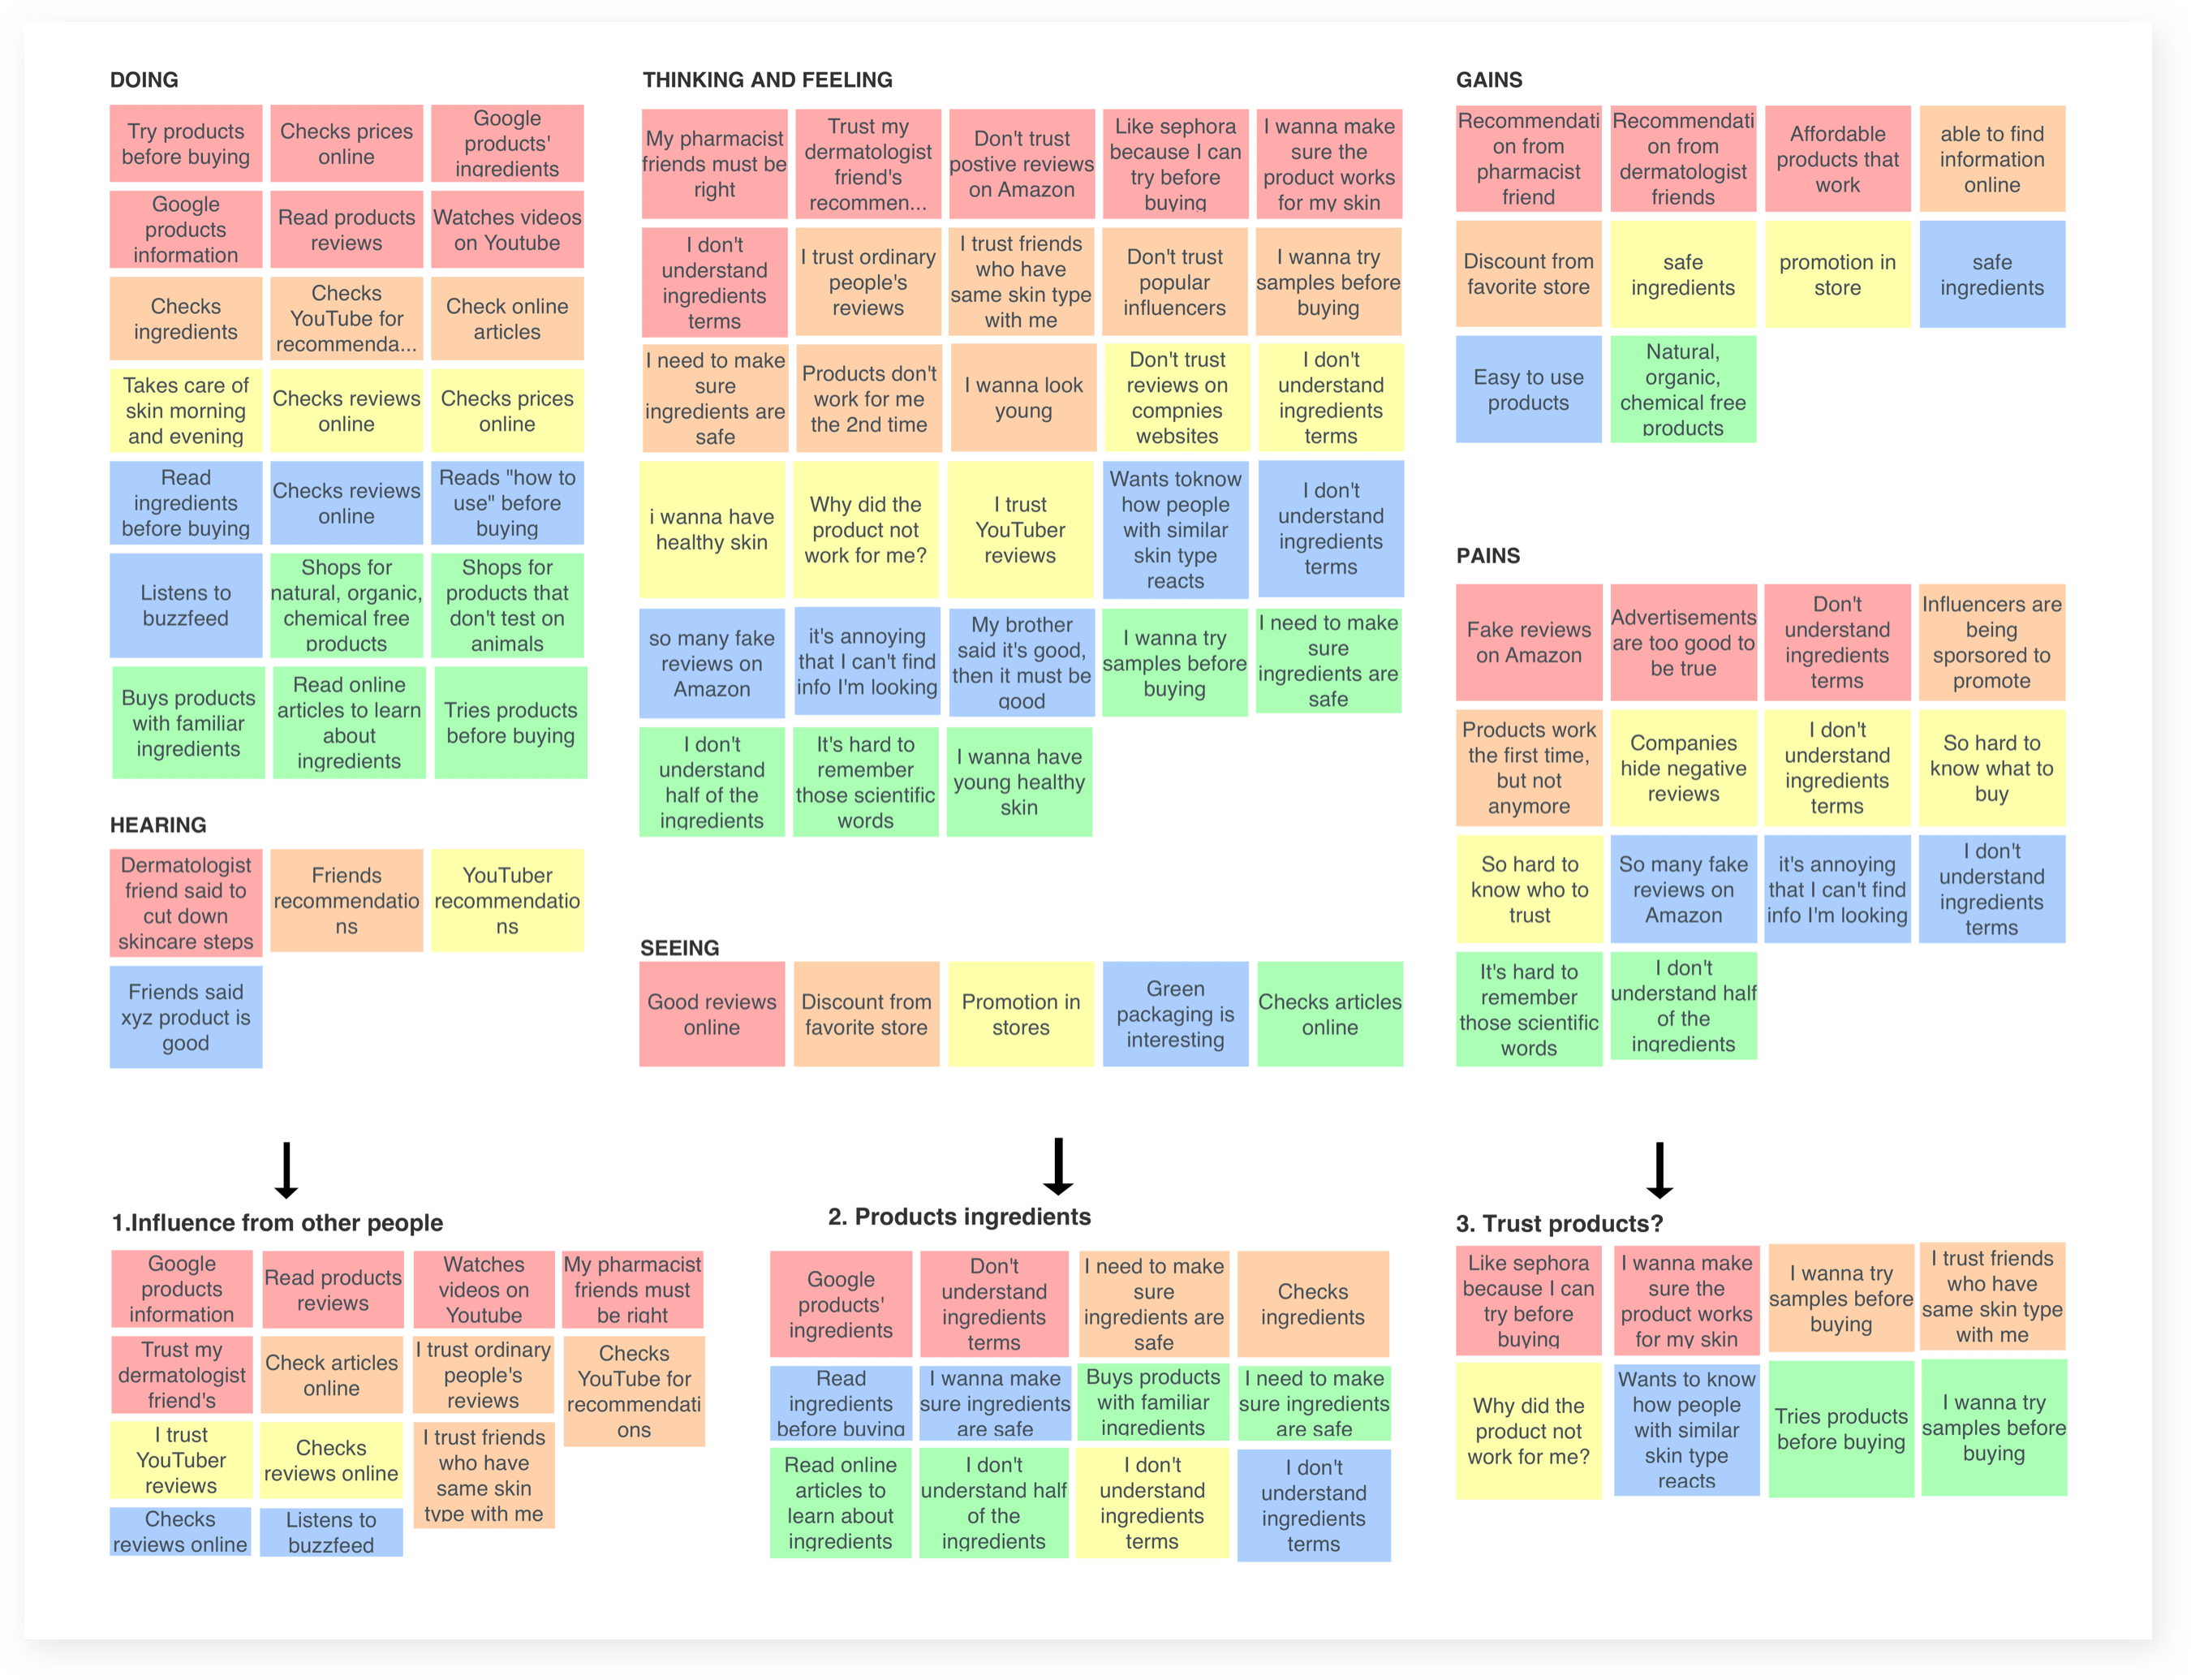 DOING
Try products
before buying
Checks prices
online
Google
products'
ingredients
Google
products
information
Read products
reviews
Watches videos
on Youtube
Checks
ingredients
Checks
YouTube for
recommenda...
Check online
articles
Takes care of
skin morning
and evening
Checks reviews
online
Checks prices
online
Read
ingredients
before buying
Checks reviews
online
Reads "how to
use" before
buying
Listens to
buzzfeed
Shops for
natural, organic,
chemical free
products
Shops for
products that
don't test on
animals
Buys products
with familiar
ingredients
Read online
articles to learn
about
ingredients
Tries products
before buying
HEARING
Dermatologist
friend said to
cut down
skincare steps
Friends
recommendatio
ns
YouTuber
recommendatio
ns
Friends said
xyz product is
good
THINKING AND FEELING
My pharmacist
friends must be
right
Trust my
dermatologist
friend's
recommen...
Don't trust
postive reviews
on Amazon
Like sephora
because I can
try before
buying
I wanna make
sure the
product works
for my skin
I don't
understand
ingredients
terms
I trust ordinary
people's
reviews
I trust friends
who have
same skin type
with me
Don't trust
popular
influencers
I wanna try
samples before
buying
I need to make
sure
ingredients are
safe
Products don't
work for me
the 2nd time
I wanna look
young
Don't trust
reviews on
compnies
websites
I don't
understand
ingredients
terms
i wanna have
healthy skin
Why did the
product not
work for me?
I trust
YouTuber
reviews
Wants toknow
how people
with similar
skin type
reacts
I don't
understand
ingredients
terms
so many fake
reviews on
Amazon
it's annoying
that I can't find
info I'm looking
My brother
said it's good,
then it must be
good
I wanna try
samples before
buying
I need to make
sure
ingredients are
safe
I don't
understand
half of the
ingredients
It's hard to
remember
those scientific
words
I wanna have
young healthy
skin
SEEING
Good reviews
online
Discount from
favorite store
Promotion in
stores
Green
packaging is
interesting
Checks articles
online
GAINS
Recommendati
on from
pharmacist
friend
Recommendati
on from
dermatologist
friends
Affordable
products that
work
able to find
information
online
Discount from
favorite store
safe
ingredients
promotion in
store
safe
ingredients
Easy to use
products
Natural,
organic,
chemical free
products
PAINS
Fake reviews
on Amazon
Advertisements
are too good to
be true
Don't
understand
ingredients
terms
Influencers are
being
sporsored to
promote
Products work
the first time,
but not
anymore
Companies
hide negative
reviews
I don't
understand
ingredients
terms
So hard to
know what to
buy
So hard to
know who to
trust
So many fake
reviews on
Amazon
it's annoying
that I can't find
info I'm looking
I don't
understand
ingredients
terms
It's hard to
remember
those scientific
words
I don't
understand half
of the
ingredients
1.Influence from other people
Google
products
information
Read products
reviews
Watches
videos on
Youtube
My pharmacist
friends must
be right
Trust my
dermatologist
friend's
Check articles
online
I trust ordinary
people's
reviews
Checks
YouTube for
recommendati
ons
I trust
YouTuber
reviews
Checks
reviews online
I trust friends
who have
same skin
type with me
Checks
reviews online
Listens to
buzzfeed
2. Products ingredients
Google
products'
ingredients
Don't
understand
ingredients
terms
I need to make
sure
ingredients are
safe
Checks
ingredients
Read
ingredients
before buying
I wanna make
sure ingredients
are safe
Buys products
with familiar
ingredients
I need to make
sure ingredients
are safe
Read online
articles to
learn about
ingredients
I don't
understand half
of the
ingredients
I don't
understand
ingredients
terms
I don't
understand
ingredients
terms
3. Trust products?
Like sephora
because I can
try before
buying
I wanna make
sure the
product works
for my skin
I wanna try
samples before
buying
I trust friends
who have
same skin type
with me
Why did the
product not
work for me?
Wants to know
how people
with similar
skin type
reacts
Tries products
before buying
I wanna try
samples before
buying